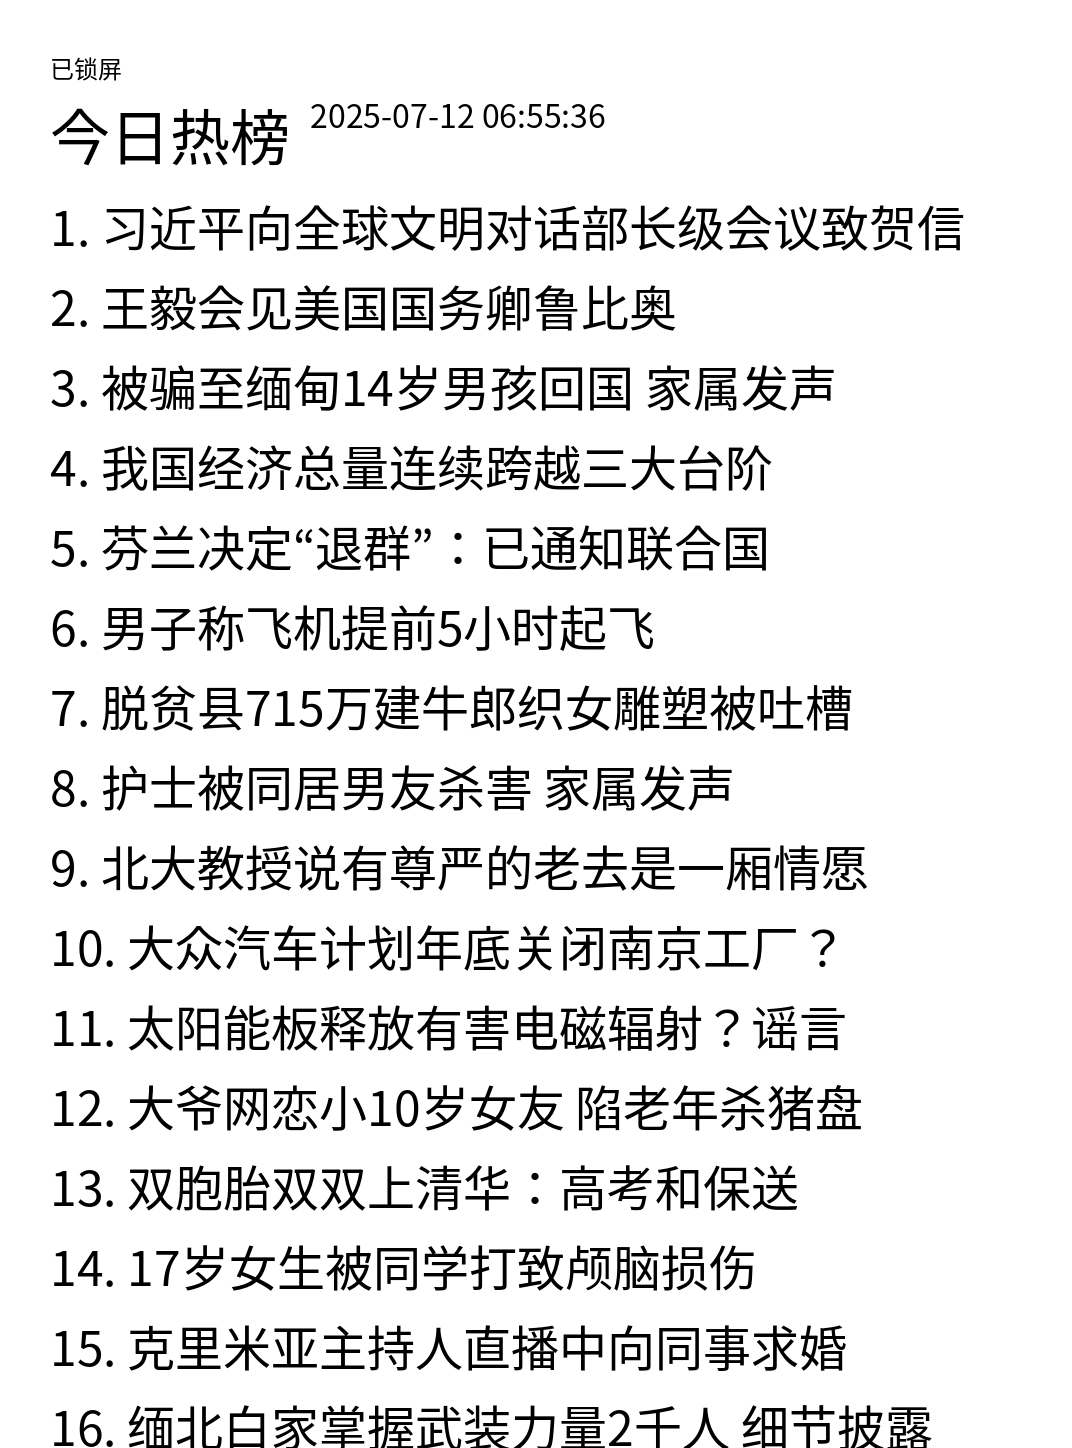 已锁屏
今日热榜 2025-07-12 06:55:36
1. 习近平向全球文明对话部长级会议致贺信
2. 王毅会见美国国务卿鲁比奥
3. 被骗至缅甸14岁男孩回国 家属发声
4. 我国经济总量连续跨越三大台阶
5. 芬兰决定“退群”：已通知联合国
6. 男子称飞机提前5小时起飞
7. 脱贫县715万建牛郎织女雕塑被吐槽
8. 护士被同居男友杀害 家属发声
9. 北大教授说有尊严的老去是一厢情愿
10. 大众汽车计划年底关闭南京工厂？
11. 太阳能板释放有害电磁辐射？谣言
12. 大爷网恋小10岁女友 陷老年杀猪盘
13. 双胞胎双双上清华：高考和保送
14. 17岁女生被同学打致颅脑损伤
15. 克里米亚主持人直播中向同事求婚
16. 缅北白家掌握武装力量2千人 细节披露